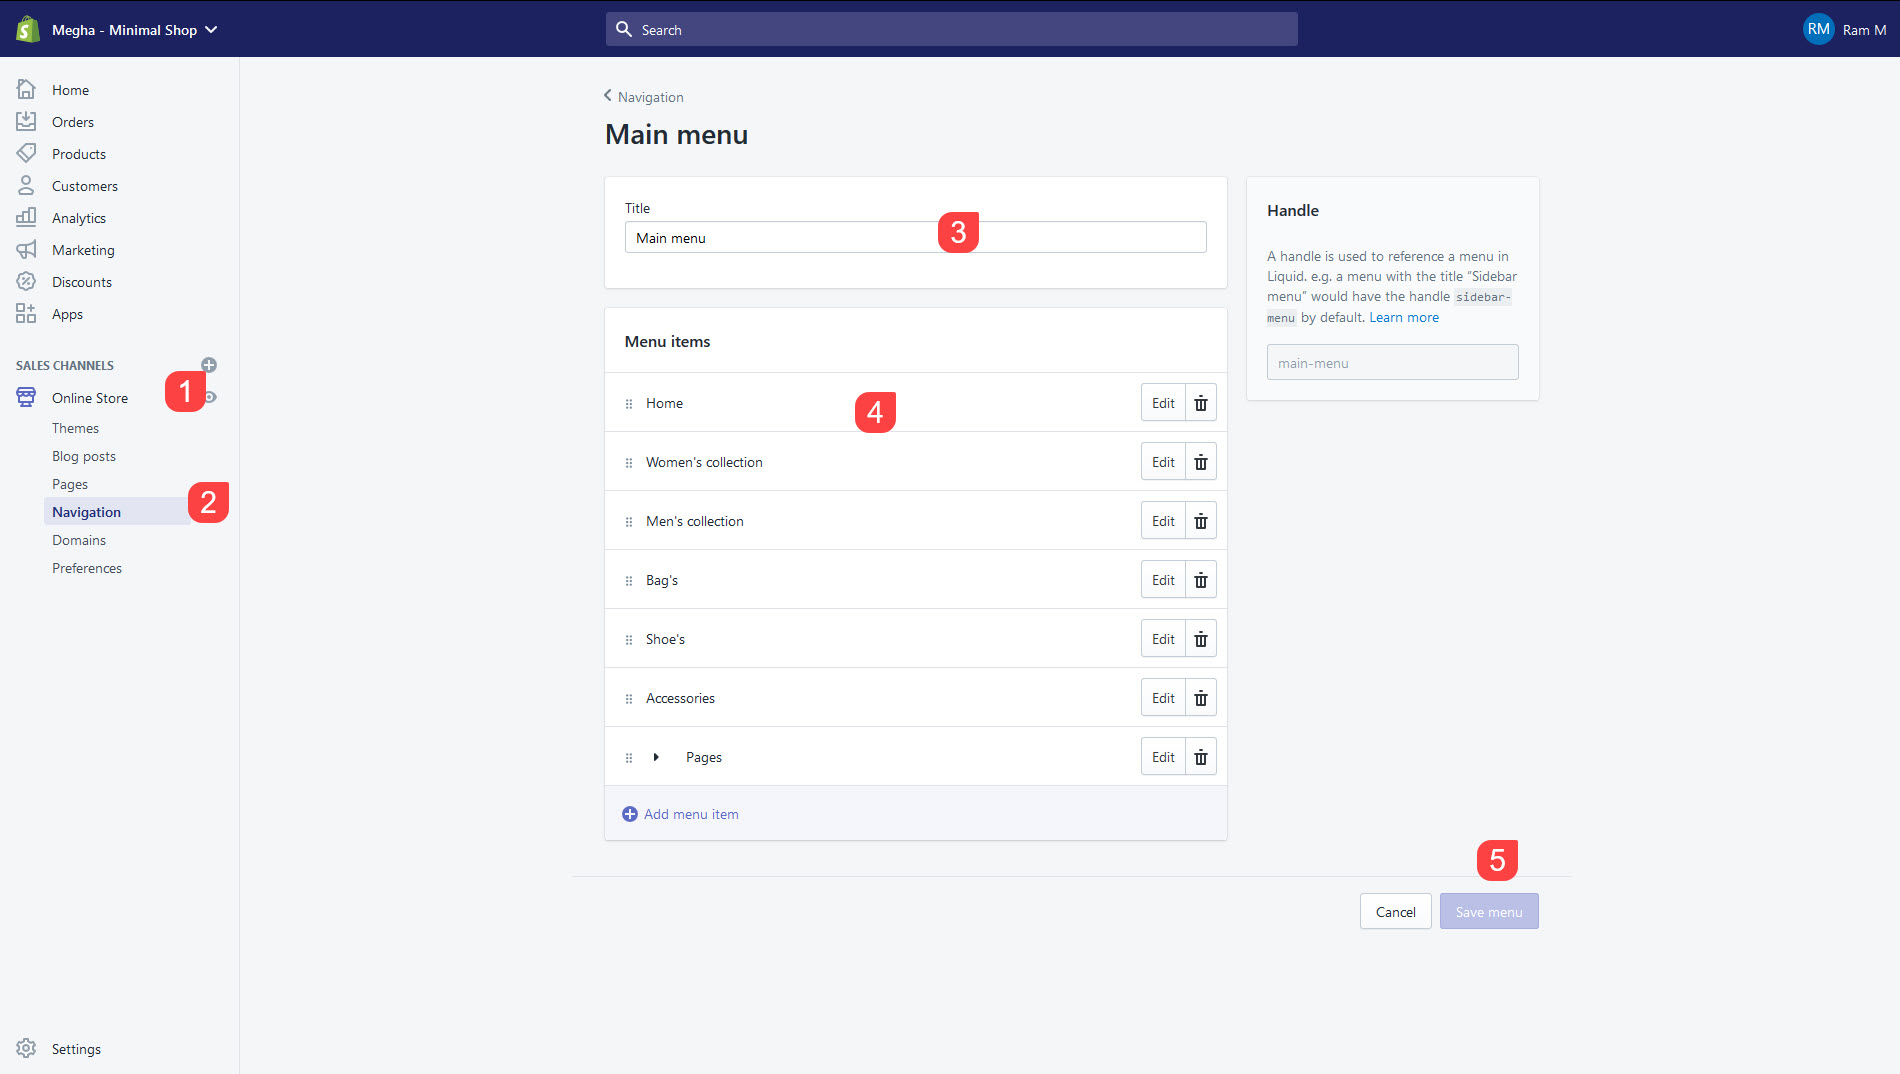 Megha - Minimal Shop
Search
RM
Ram M
Home
Orders
Products
Customers
Analytics
Marketing
Discounts
Apps
SALES CHANNELS
1
Online Store
Themes
Blog posts
Pages
2
Navigation
Domains
Preferences
Settings
Navigation
Main menu
Title
3
Main menu
Menu items
4
Home
Edit
Women's collection
Edit
Men's collection
Edit
Bag's
Edit
Shoe's
Edit
Accessories
Edit
Pages
Edit
Add menu item
Handle
A handle is used to reference a menu in
Liquid. e.g. a menu with the title “Sidebar
menu” would have the handle sidebar-
menu by default. Learn more
main-menu
5
Cancel
Save menu